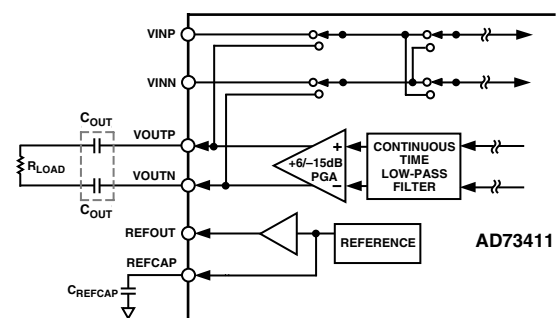 VINP
VINN
COUT
VOUTP
RLOAD
VOUTN
COUT
+
+6/–15dB
PGA
–
CONTINUOUS
TIME
LOW-PASS
FILTER
REFOUT
REFERENCE
AD73411
REFCAP
CREFCAP